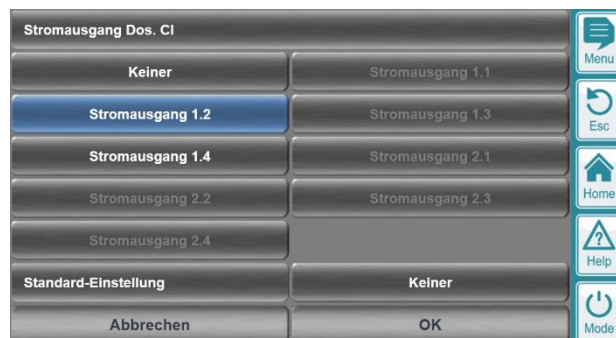 Stromausgang Dos. Cl
Keiner
Stromausgang 1.1
Stromausgang 1.2
Stromausgang 1.3
Stromausgang 1.4
Stromausgang 2.1
Stromausgang 2.2
Stromausgang 2.3
Stromausgang 2.4
Standard-Einstellung
Keiner
Abbrechen
OK
Menu
Esc
Home
?
Help
Mode